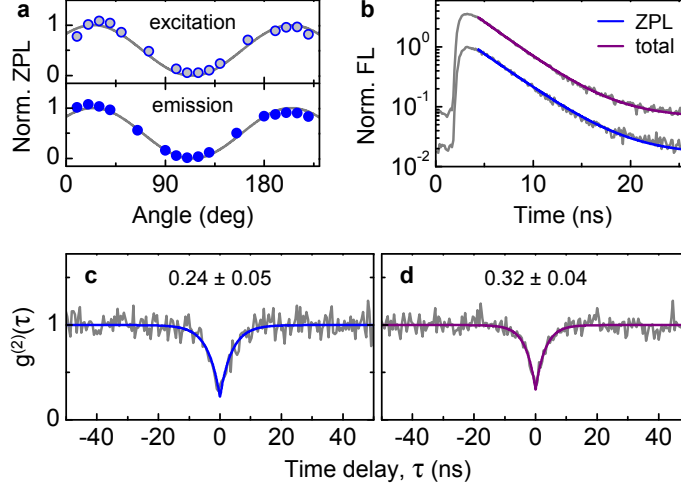 a
excitation
emission
Norm. ZPL
1
0
1
0
0
90
180
Angle (deg)
b
ZPL
total
Norm. FL
10⁰
10⁻¹
10⁻²
0
10
20
Time (ns)
c
0.24 ± 0.05
g⁽²⁾(τ)
1
0
-40
-20
0
20
40
d
0.32 ± 0.04
-40
-20
0
20
40
Time delay, τ (ns)